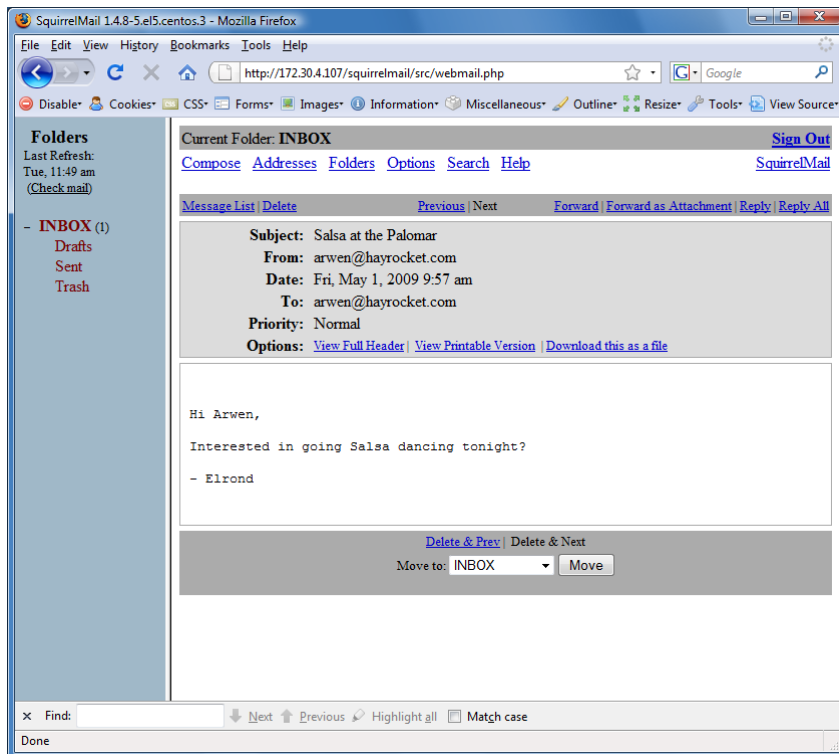 SquirrelMail 1.4.8-5.el5.centos.3 - Mozilla Firefox
File Edit View History Bookmarks Tools Help
http://172.30.4.107/squirrelmail/src/webmail.php
G Google
Disable Cookies CSS Forms Images Information Miscellaneous Outline Resize Tools View Source
Folders
Last Refresh:
Tue, 11:49 am
(Check mail)
– INBOX (1)
Drafts
Sent
Trash
Current Folder: INBOX Sign Out
Compose Addresses Folders Options Search Help SquirrelMail
Message List | Delete Previous | Next Forward | Forward as Attachment | Reply | Reply All
Subject: Salsa at the Palomar
From: arwen@hayrocket.com
Date: Fri, May 1, 2009 9:57 am
To: arwen@hayrocket.com
Priority: Normal
Options: View Full Header | View Printable Version | Download this as a file
Hi Arwen,
Interested in going Salsa dancing tonight?
- Elrond
Delete & Prev | Delete & Next
Move to: INBOX Move
× Find: Next Previous Highlight all Match case
Done